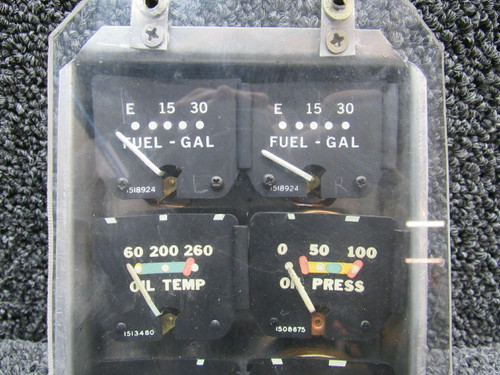 E 15 30
FUEL - GAL
1518924 L
E 15 30
FUEL - GAL
1518924 R
60 200 260
OIL TEMP
1513480
0 50 100
OIL PRESS
1508875